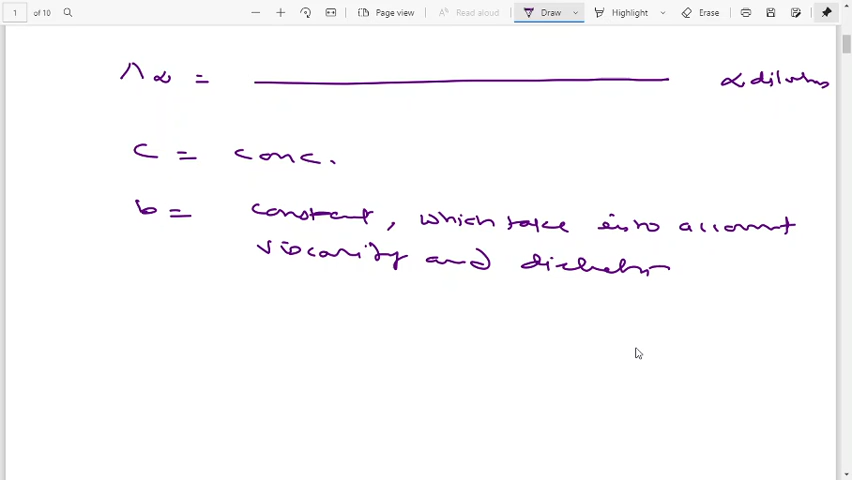 1 of 10 Page view Read aloud Draw Highlight Erase
Λ∝ = ∝ dilution
c = conc.
b = constant, which take into account
viscosity and dielectric